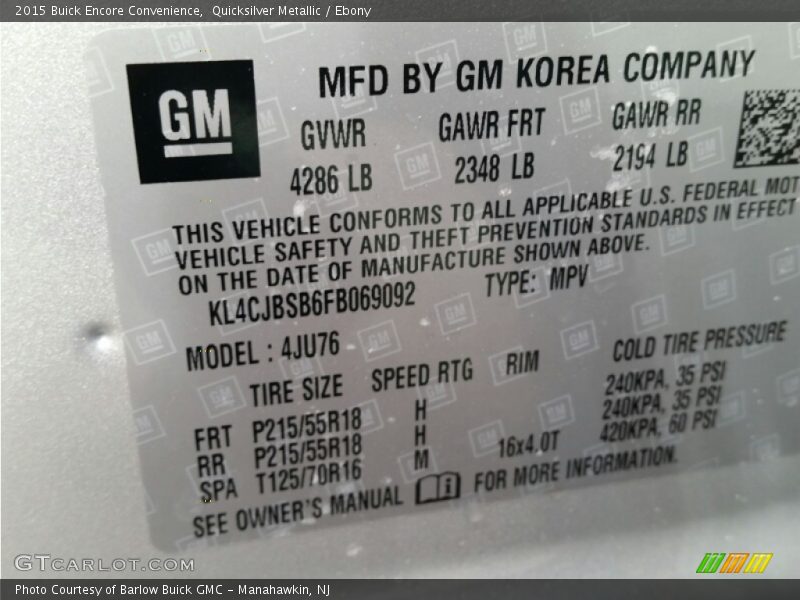 2015 Buick Encore Convenience, Quicksilver Metallic / Ebony
GM
MFD BY GM KOREA COMPANY
GVWR GAWR FRT GAWR RR
4286 LB 2348 LB 2194 LB
THIS VEHICLE CONFORMS TO ALL APPLICABLE U.S. FEDERAL MOT
VEHICLE SAFETY AND THEFT PREVENTION STANDARDS IN EFFECT
ON THE DATE OF MANUFACTURE SHOWN ABOVE.
KL4CJBSB6FB069092 TYPE: MPV
MODEL : 4JU76
TIRE SIZE SPEED RTG RIM COLD TIRE PRESSURE
FRT P215/55R18 H 240KPA, 35 PSI
RR P215/55R18 H 240KPA, 35 PSI
SPA T125/70R16 M 16x4.0T 420KPA, 60 PSI
SEE OWNER'S MANUAL FOR MORE INFORMATION.
GTCARLOT.COM
Photo Courtesy of Barlow Buick GMC - Manahawkin, NJ